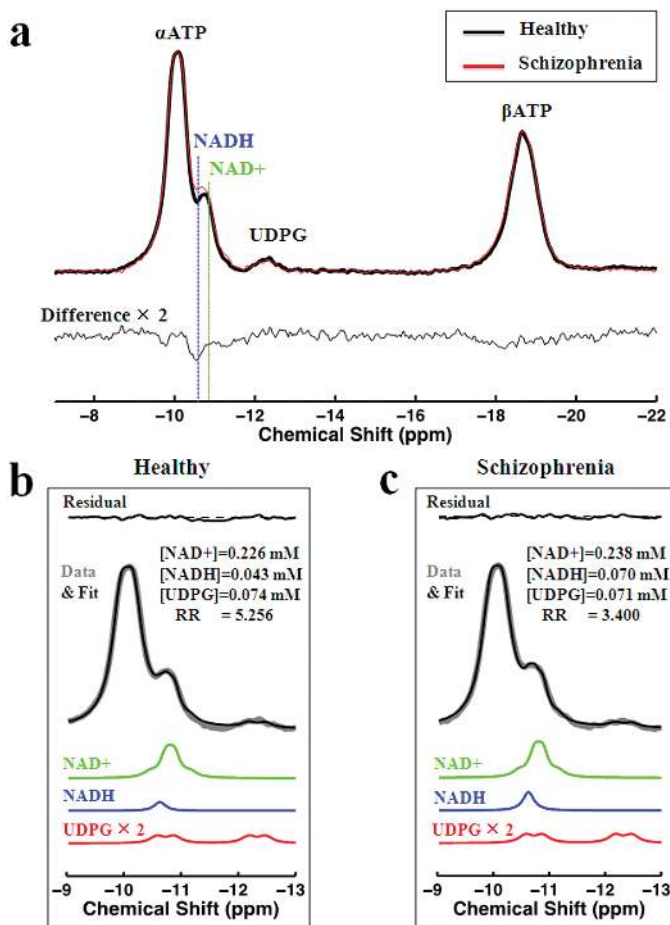 a
αATP
Healthy
Schizophrenia
βATP
NADH
NAD+
UDPG
Difference × 2
−8 −10 −12 −14 −16 −18 −20 −22
Chemical Shift (ppm)
b
Healthy
Residual
[NAD+]=0.226 mM
[NADH]=0.043 mM
[UDPG]=0.074 mM
RR = 5.256
Data
& Fit
NAD+
NADH
UDPG × 2
−9 −10 −11 −12 −13
Chemical Shift (ppm)
c
Schizophrenia
Residual
[NAD+]=0.238 mM
[NADH]=0.070 mM
[UDPG]=0.071 mM
RR = 3.400
Data
& Fit
NAD+
NADH
UDPG × 2
−9 −10 −11 −12 −13
Chemical Shift (ppm)